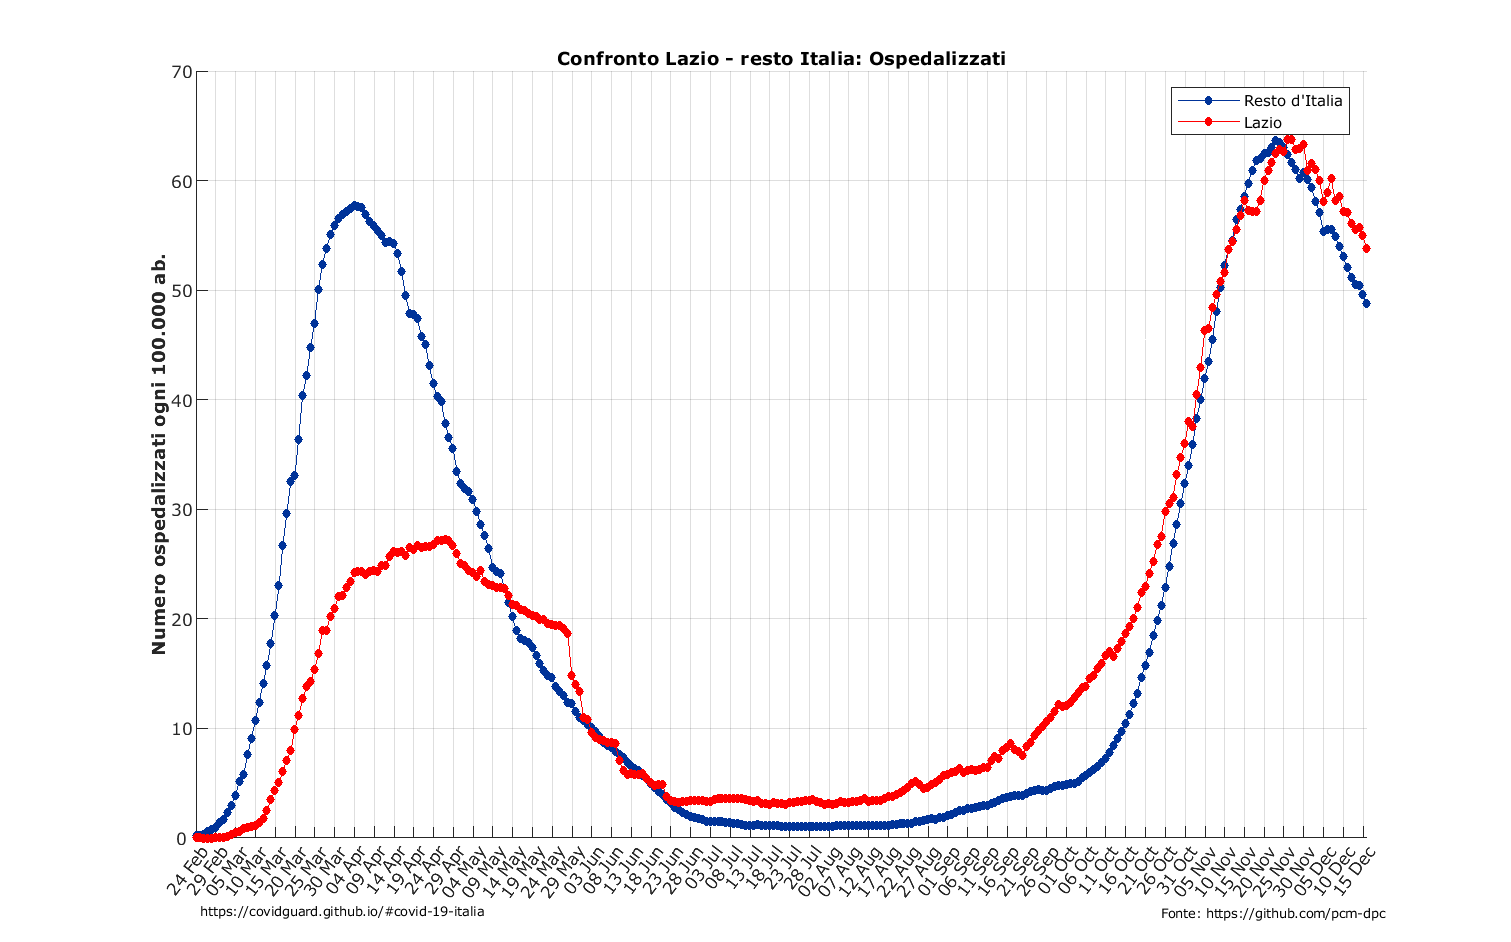 Confronto Lazio - resto Italia: Ospedalizzati
Resto d'Italia
Lazio
Numero ospedalizzati ogni 100.000 ab.
70
60
50
40
30
20
10
0
24 Feb
29 Feb
05 Mar
10 Mar
15 Mar
20 Mar
25 Mar
30 Mar
04 Apr
09 Apr
14 Apr
19 Apr
24 Apr
29 Apr
04 May
09 May
14 May
19 May
24 May
29 May
03 Jun
08 Jun
13 Jun
18 Jun
23 Jun
28 Jun
03 Jul
08 Jul
13 Jul
18 Jul
23 Jul
28 Jul
02 Aug
07 Aug
12 Aug
17 Aug
22 Aug
27 Aug
01 Sep
06 Sep
11 Sep
16 Sep
21 Sep
26 Sep
01 Oct
06 Oct
11 Oct
16 Oct
21 Oct
26 Oct
31 Oct
05 Nov
10 Nov
15 Nov
20 Nov
25 Nov
30 Nov
05 Dec
10 Dec
15 Dec
https://covidguard.github.io/#covid-19-italia
Fonte: https://github.com/pcm-dpc